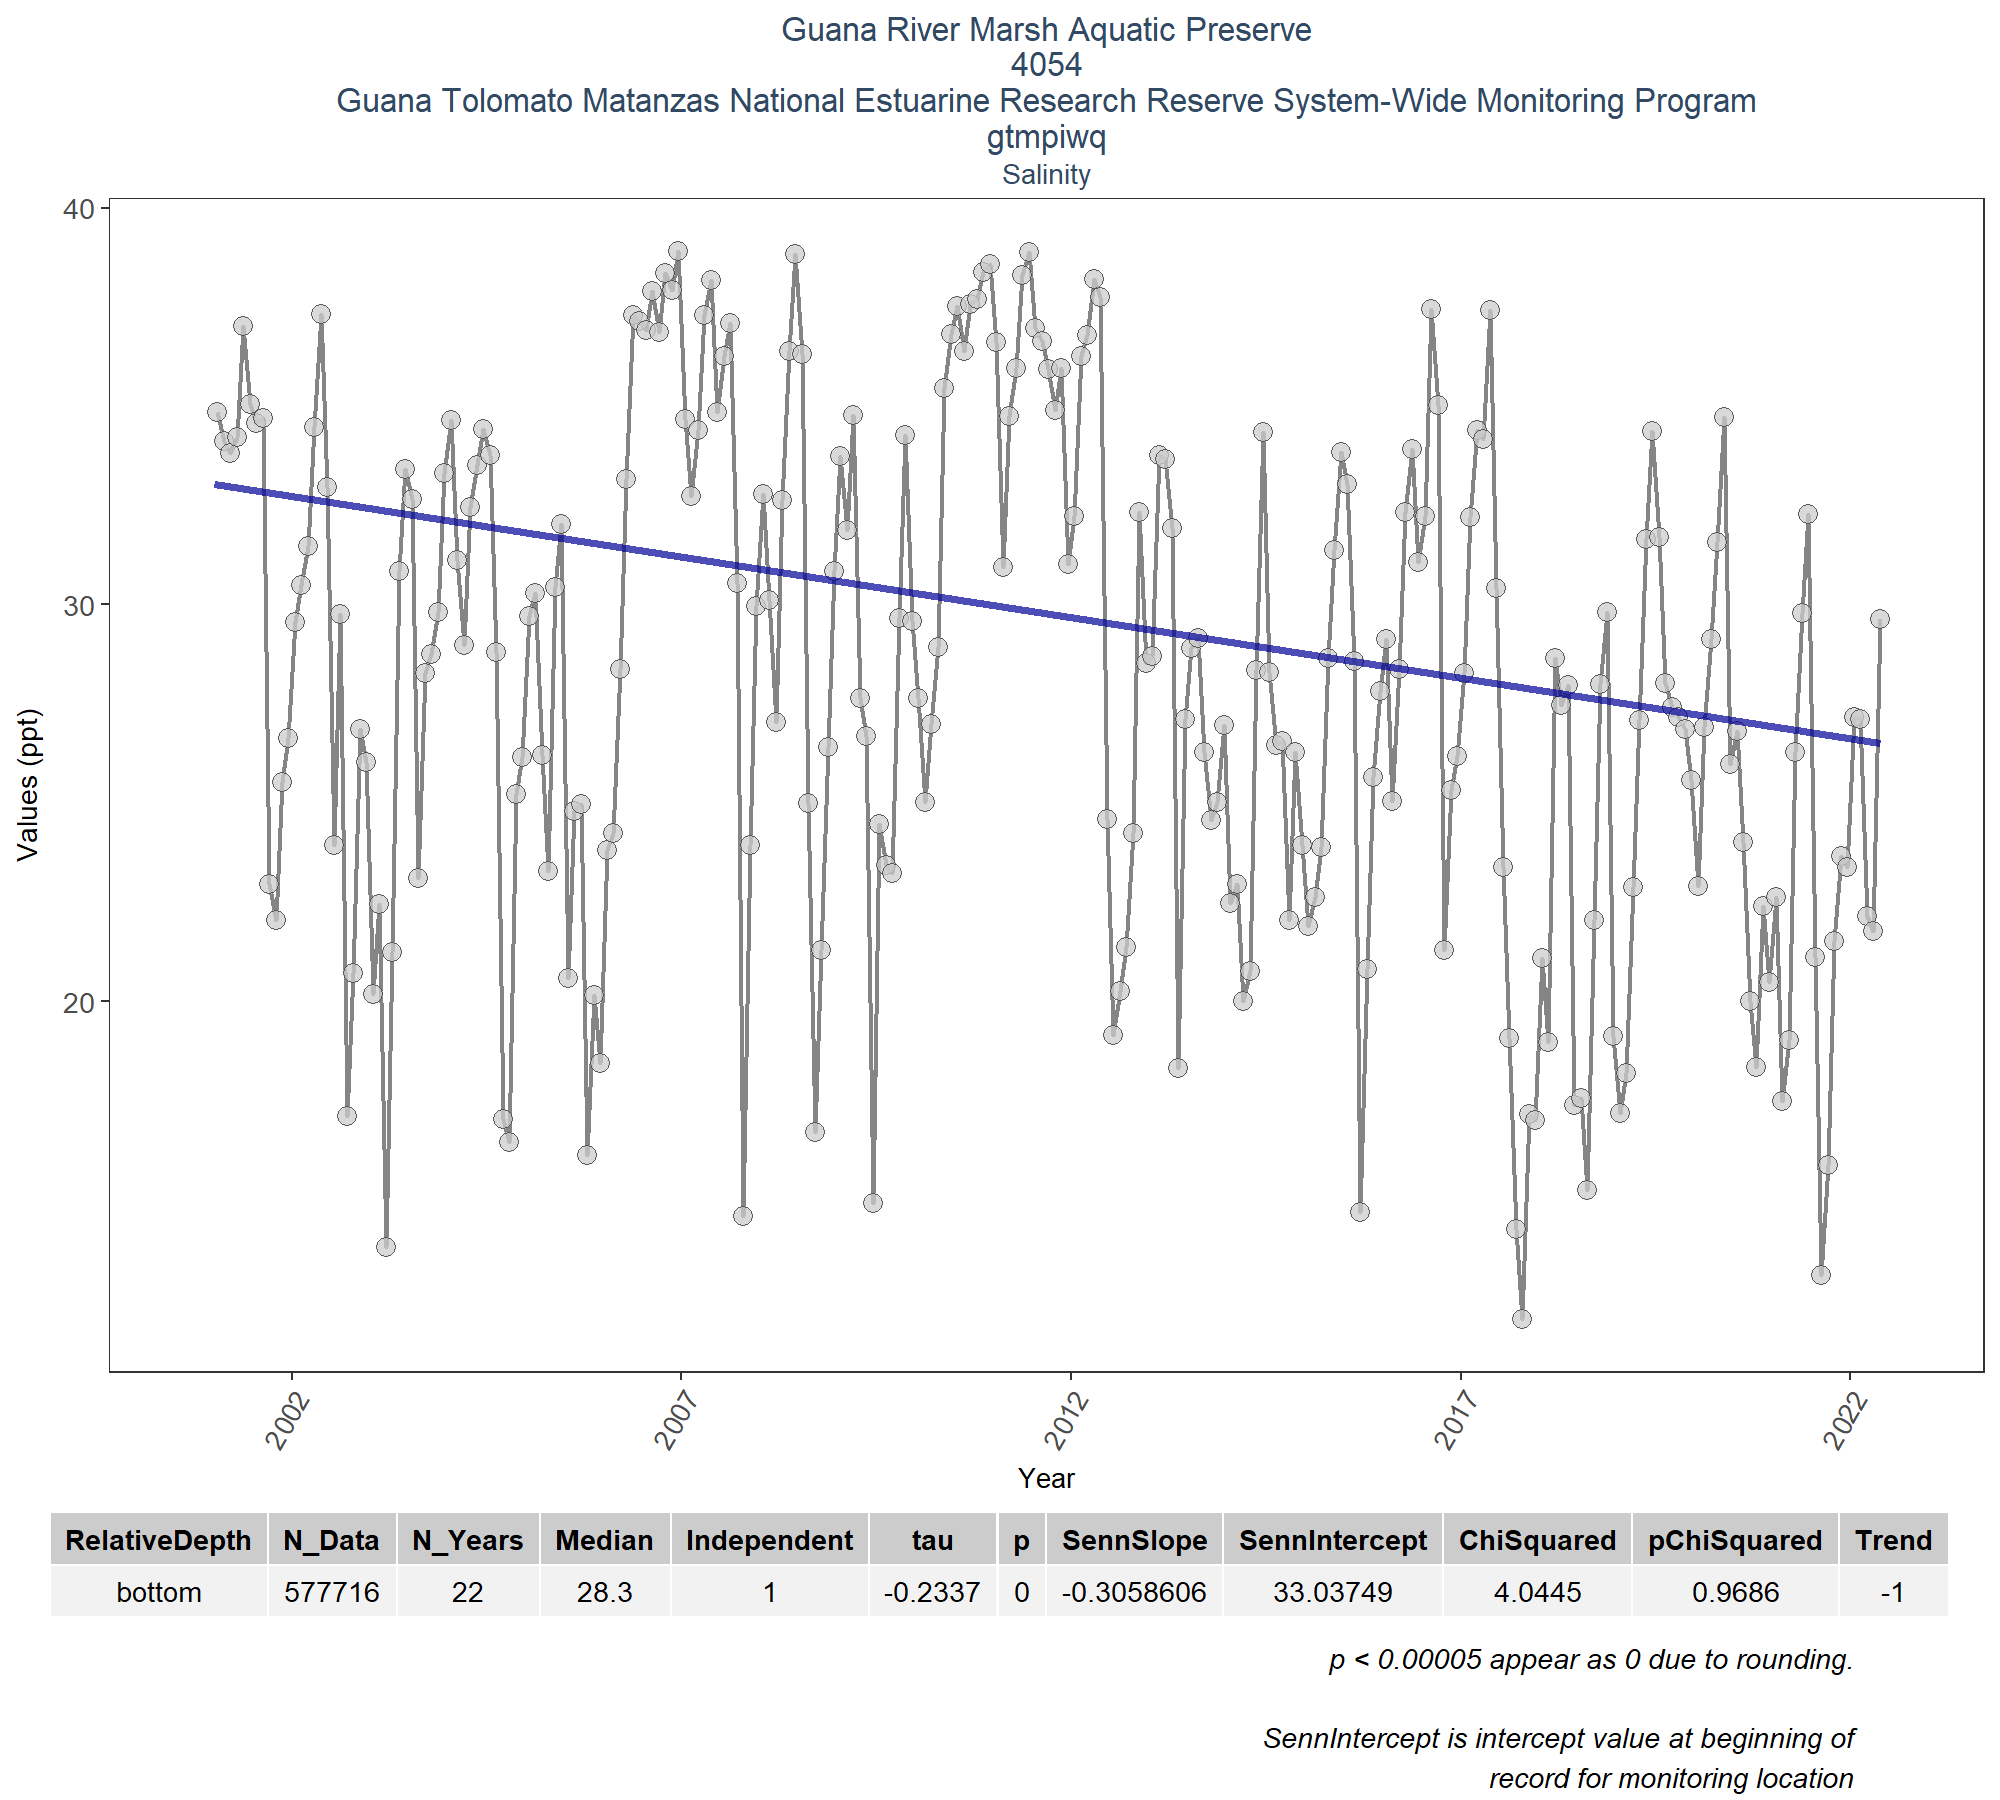 Guana River Marsh Aquatic Preserve
4054
Guana Tolomato Matanzas National Estuarine Research Reserve System-Wide Monitoring Program
gtmpiwq
Salinity
40
30
20
Values (ppt)
2002 2007 2012 2017 2022
Year
RelativeDepth N_Data N_Years Median Independent tau p SennSlope SennIntercept ChiSquared pChiSquared Trend
bottom 577716 22 28.3 1 -0.2337 0 -0.3058606 33.03749 4.0445 0.9686 -1
p < 0.00005 appear as 0 due to rounding.
SennIntercept is intercept value at beginning of
record for monitoring location